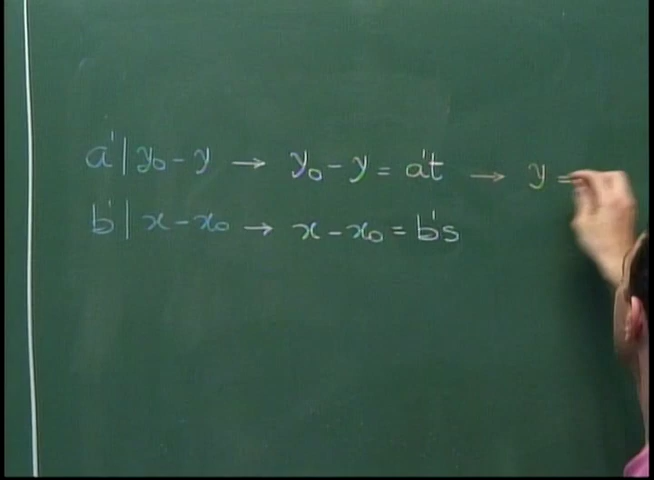 a'|y₀ - y → y₀ - y = a't → y =
b'|x - x₀ → x - x₀ = b's